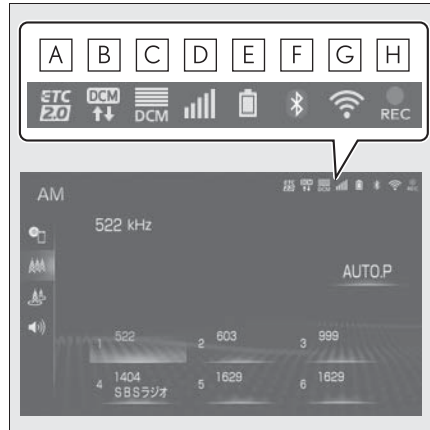 A B C D E F G H
ETC 2.0 DCM DCM REC
AM
522 kHz
AUTO.P
1 522 2 603 3 999
4 1404 SBSラジオ 5 1629 6 1629